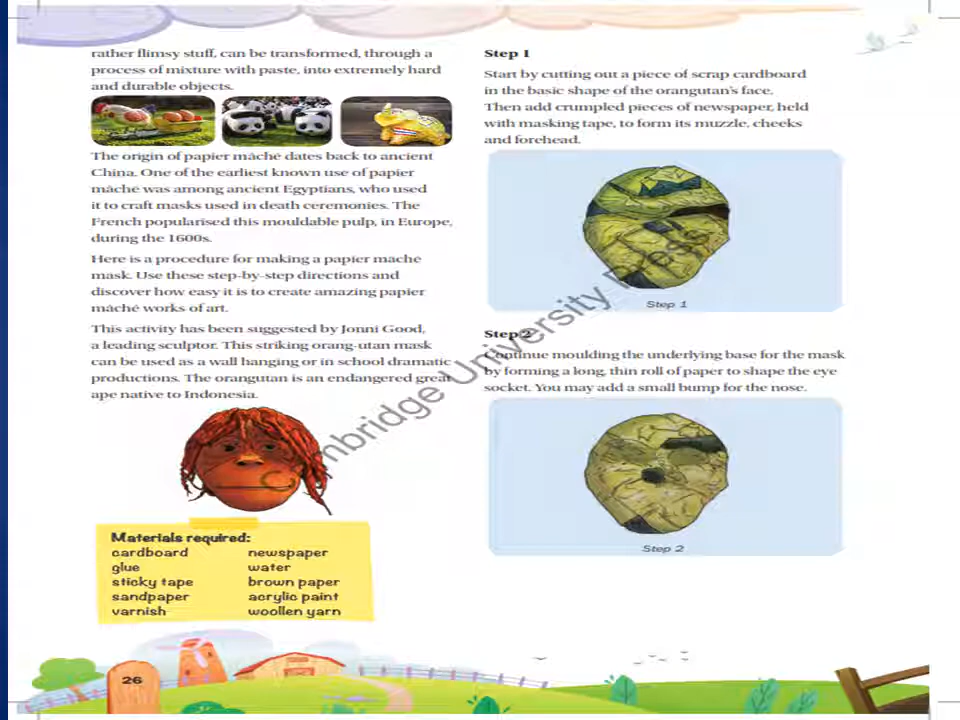 rather flimsy stuff, can be transformed, through a
process of mixture with paste, into extremely hard
and durable objects.
The origin of papier mâché dates back to ancient
China. One of the earliest known use of papier
mâché was among ancient Egyptians, who used
it to craft masks used in death ceremonies. The
French popularised this mouldable pulp, in Europe,
during the 1600s.
Here is a procedure for making a papier mache
mask. Use these step-by-step directions and
discover how easy it is to create amazing papier
mâché works of art.
This activity has been suggested by Jonni Good,
a leading sculptor. This striking orang-utan mask
can be used as a wall hanging or in school dramatic
productions. The orangutan is an endangered great
ape native to Indonesia.
Materials required:
cardboard newspaper
glue water
sticky tape brown paper
sandpaper acrylic paint
varnish woollen yarn
26
Step 1
Start by cutting out a piece of scrap cardboard
in the basic shape of the orangutan's face.
Then add crumpled pieces of newspaper, held
with masking tape, to form its muzzle, cheeks
and forehead.
Step 1
Step 2
Continue moulding the underlying base for the mask
by forming a long, thin roll of paper to shape the eye
socket. You may add a small bump for the nose.
Step 2
Cambridge University Press